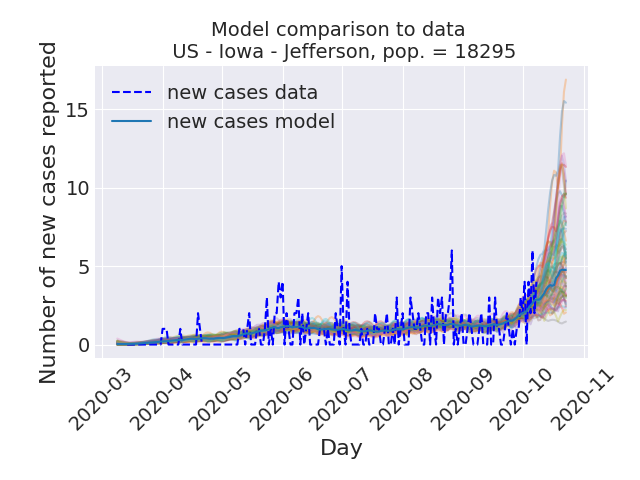 Model comparison to data
US - Iowa - Jefferson, pop. = 18295
new cases data
new cases model
Number of new cases reported
15
10
5
0
2020-03
2020-04
2020-05
2020-06
2020-07
2020-08
2020-09
2020-10
2020-11
Day